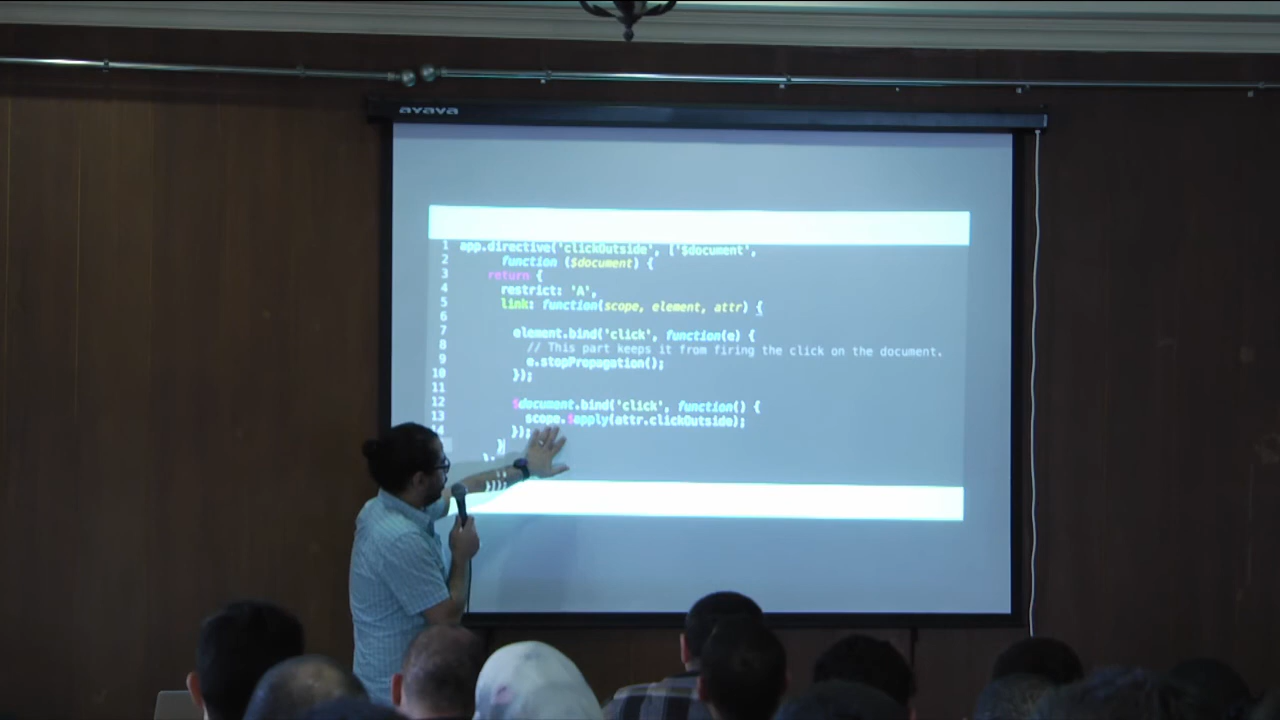 AVAYA
1 app.directive('clickOutside', ['$document',
2 function ($document) {
3 return {
4 restrict: 'A',
5 link: function(scope, element, attr) {
6
7 element.bind('click', function(e) {
8 // This part keeps it from firing the click on the document.
9 e.stopPropagation();
10 });
11
12 $document.bind('click', function() {
13 scope.$apply(attr.clickOutside);
14 });
}
};
}]);